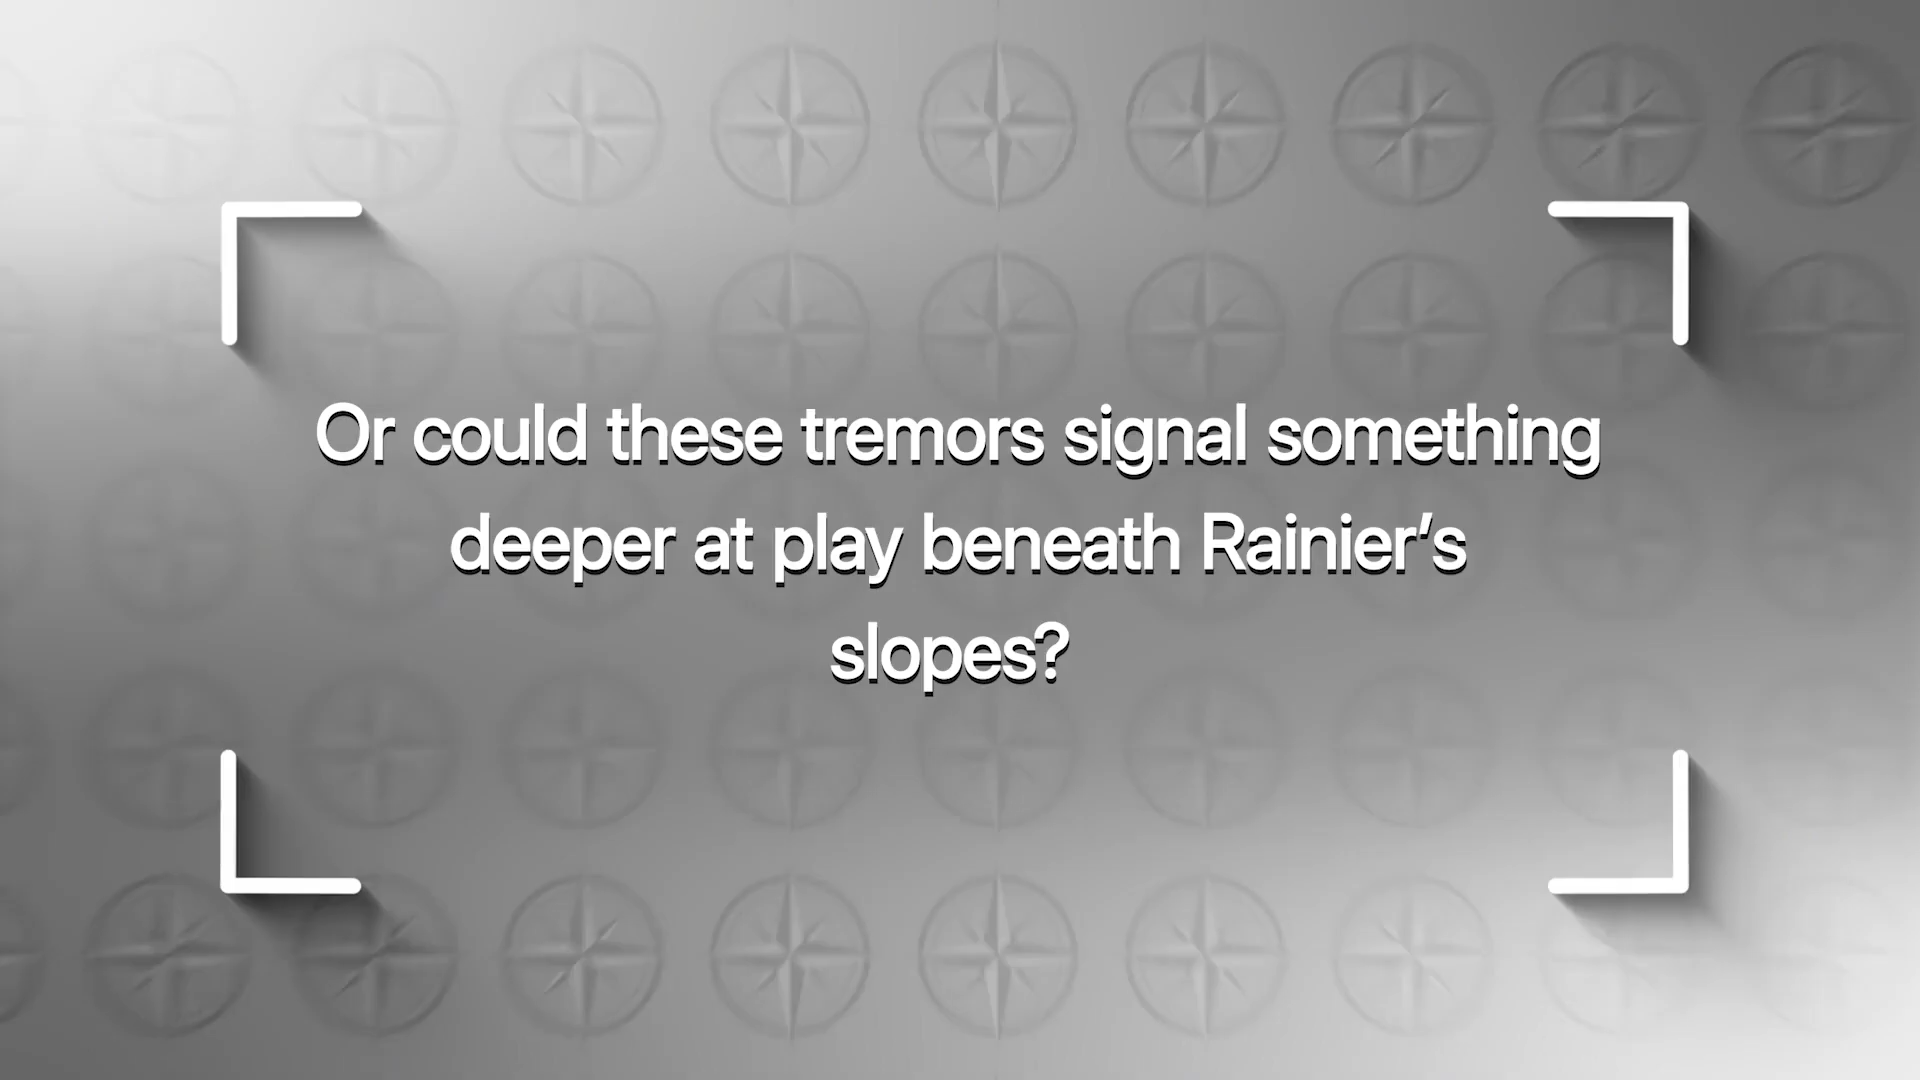 Or could these tremors signal something
deeper at play beneath Rainier’s
slopes?